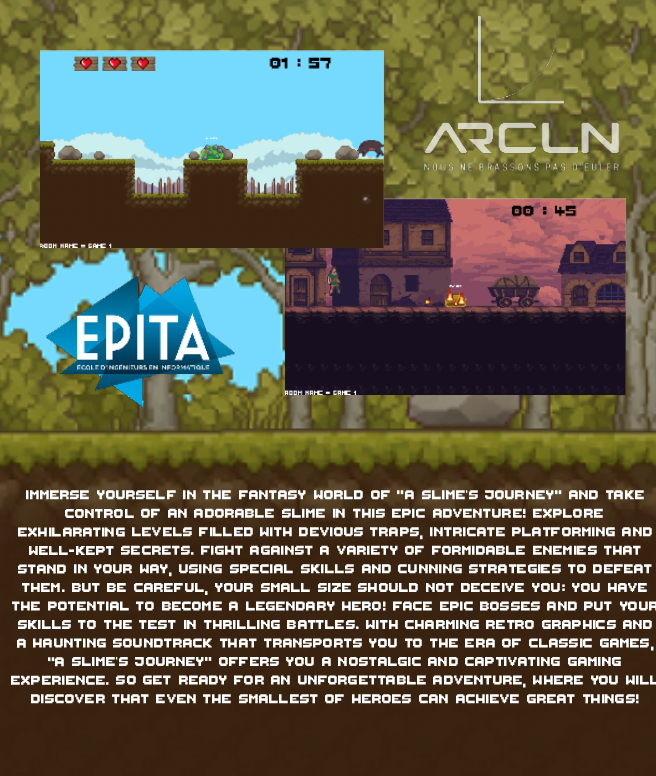 01 : 57
ARCLN
NOUS NE BRASSONS PAS D'EULER
00 : 45
ROOM NAME = GAME 1
EPITA
ÉCOLE D'INGÉNIEURS EN INFORMATIQUE
ROOM NAME = GAME 1
IMMERSE YOURSELF IN THE FANTASY WORLD OF "A SLIME'S JOURNEY" AND TAKE
CONTROL OF AN ADORABLE SLIME IN THIS EPIC ADVENTURE! EXPLORE
EXHILARATING LEVELS FILLED WITH DEVIOUS TRAPS, INTRICATE PLATFORMING AND
WELL-KEPT SECRETS. FIGHT AGAINST A VARIETY OF FORMIDABLE ENEMIES THAT
STAND IN YOUR WAY, USING SPECIAL SKILLS AND CUNNING STRATEGIES TO DEFEAT
THEM. BUT BE CAREFUL, YOUR SMALL SIZE SHOULD NOT DECEIVE YOU: YOU HAVE
THE POTENTIAL TO BECOME A LEGENDARY HERO! FACE EPIC BOSSES AND PUT YOUR
SKILLS TO THE TEST IN THRILLING BATTLES. WITH CHARMING RETRO GRAPHICS AND
A HAUNTING SOUNDTRACK THAT TRANSPORTS YOU TO THE ERA OF CLASSIC GAMES,
"A SLIME'S JOURNEY" OFFERS YOU A NOSTALGIC AND CAPTIVATING GAMING
EXPERIENCE. SO GET READY FOR AN UNFORGETTABLE ADVENTURE, WHERE YOU WILL
DISCOVER THAT EVEN THE SMALLEST OF HEROES CAN ACHIEVE GREAT THINGS!